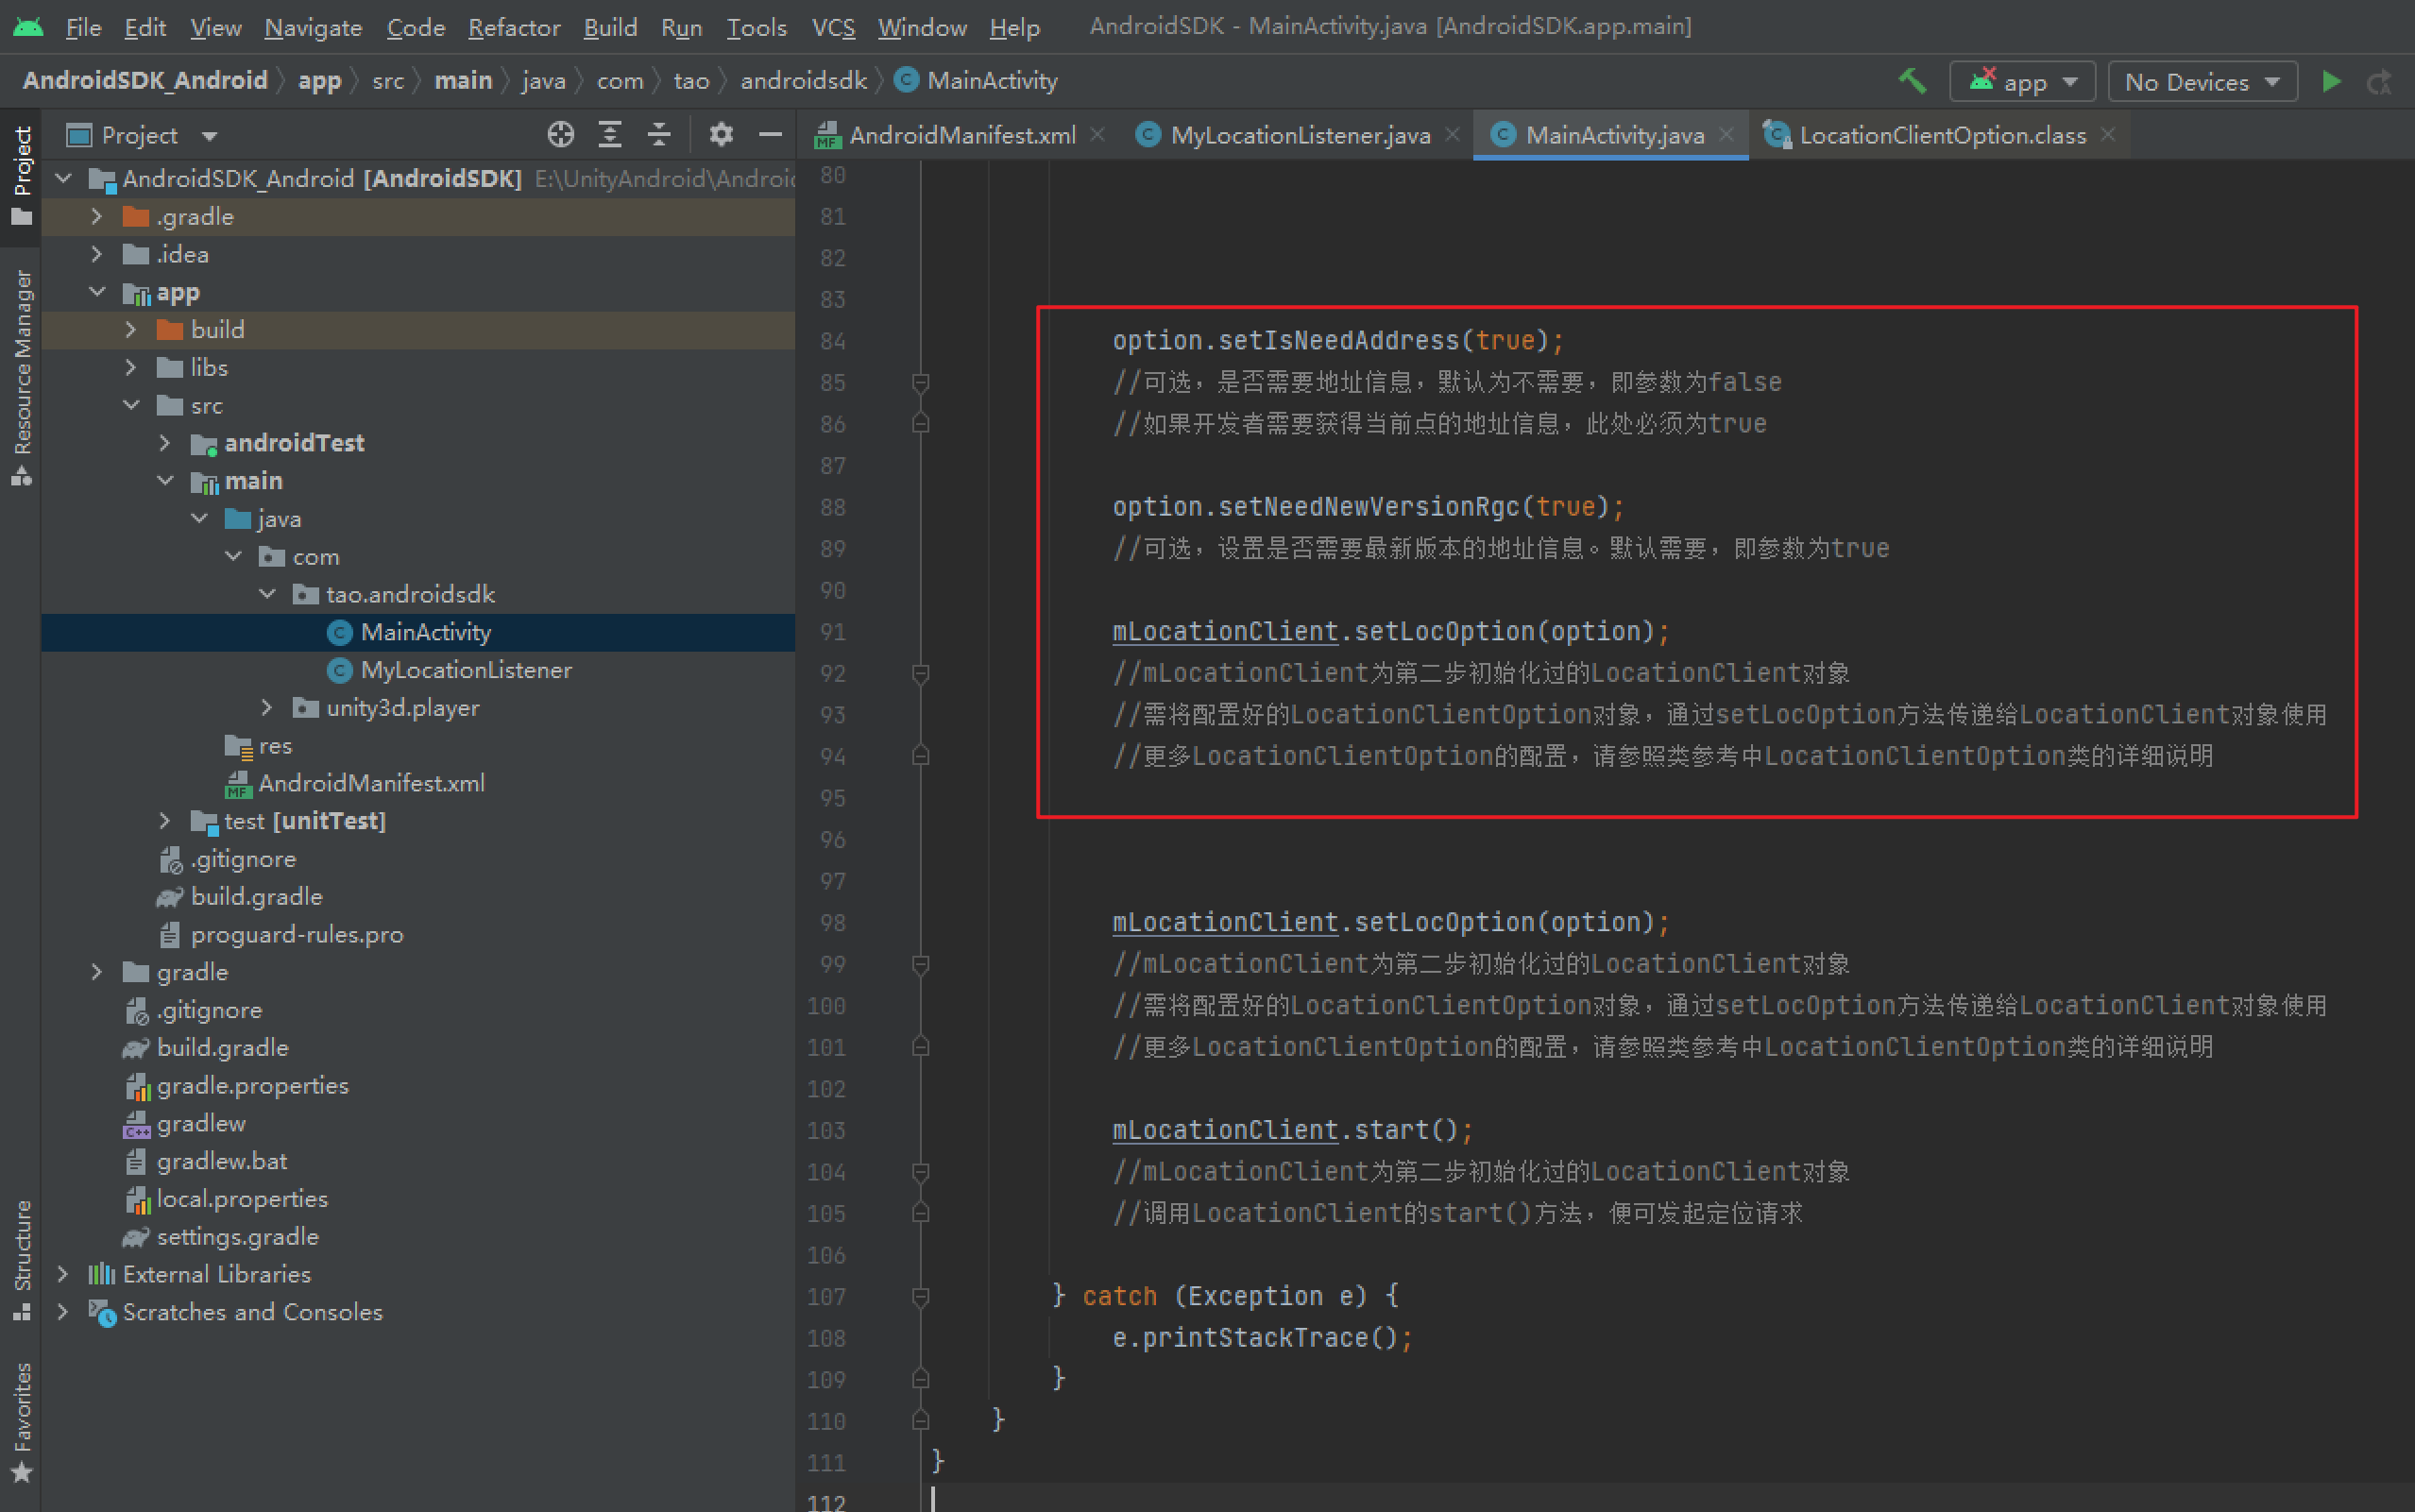 File Edit View Navigate Code Refactor Build Run Tools VCS Window Help AndroidSDK - MainActivity.java [AndroidSDK.app.main]
AndroidSDK_Android app src main java com tao androidsdk MainActivity app No Devices
Project
AndroidManifest.xml MyLocationListener.java MainActivity.java LocationClientOption.class
Project
Resource Manager
Structure
Favorites
AndroidSDK_Android [AndroidSDK] E:\UnityAndroid\Android
.gradle
.idea
app
build
libs
src
androidTest
main
java
com
tao.androidsdk
MainActivity
MyLocationListener
unity3d.player
res
AndroidManifest.xml
test [unitTest]
.gitignore
build.gradle
proguard-rules.pro
gradle
.gitignore
build.gradle
gradle.properties
gradlew
gradlew.bat
local.properties
settings.gradle
External Libraries
Scratches and Consoles
80
81
82
83
84 option.setIsNeedAddress(true);
85 //可选，是否需要地址信息，默认为不需要，即参数为false
86 //如果开发者需要获得当前点的地址信息，此处必须为true
87
88 option.setNeedNewVersionRgc(true);
89 //可选，设置是否需要最新版本的地址信息。默认需要，即参数为true
90
91 mLocationClient.setLocOption(option);
92 //mLocationClient为第二步初始化过的LocationClient对象
93 //需将配置好的LocationClientOption对象，通过setLocOption方法传递给LocationClient对象使用
94 //更多LocationClientOption的配置，请参照类参考中LocationClientOption类的详细说明
95
96
97
98 mLocationClient.setLocOption(option);
99 //mLocationClient为第二步初始化过的LocationClient对象
100 //需将配置好的LocationClientOption对象，通过setLocOption方法传递给LocationClient对象使用
101 //更多LocationClientOption的配置，请参照类参考中LocationClientOption类的详细说明
102
103 mLocationClient.start();
104 //mLocationClient为第二步初始化过的LocationClient对象
105 //调用LocationClient的start()方法，便可发起定位请求
106
107 } catch (Exception e) {
108 e.printStackTrace();
109 }
110 }
111 }
112